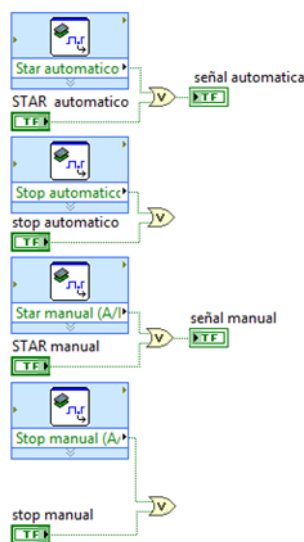 Star automatico
señal automatica
STAR automatico
TF
TF
V
Stop automatico
stop automatico
TF
V
Star manual (A/I
señal manual
STAR manual
TF
TF
V
Stop manual (A/
stop manual
TF
V